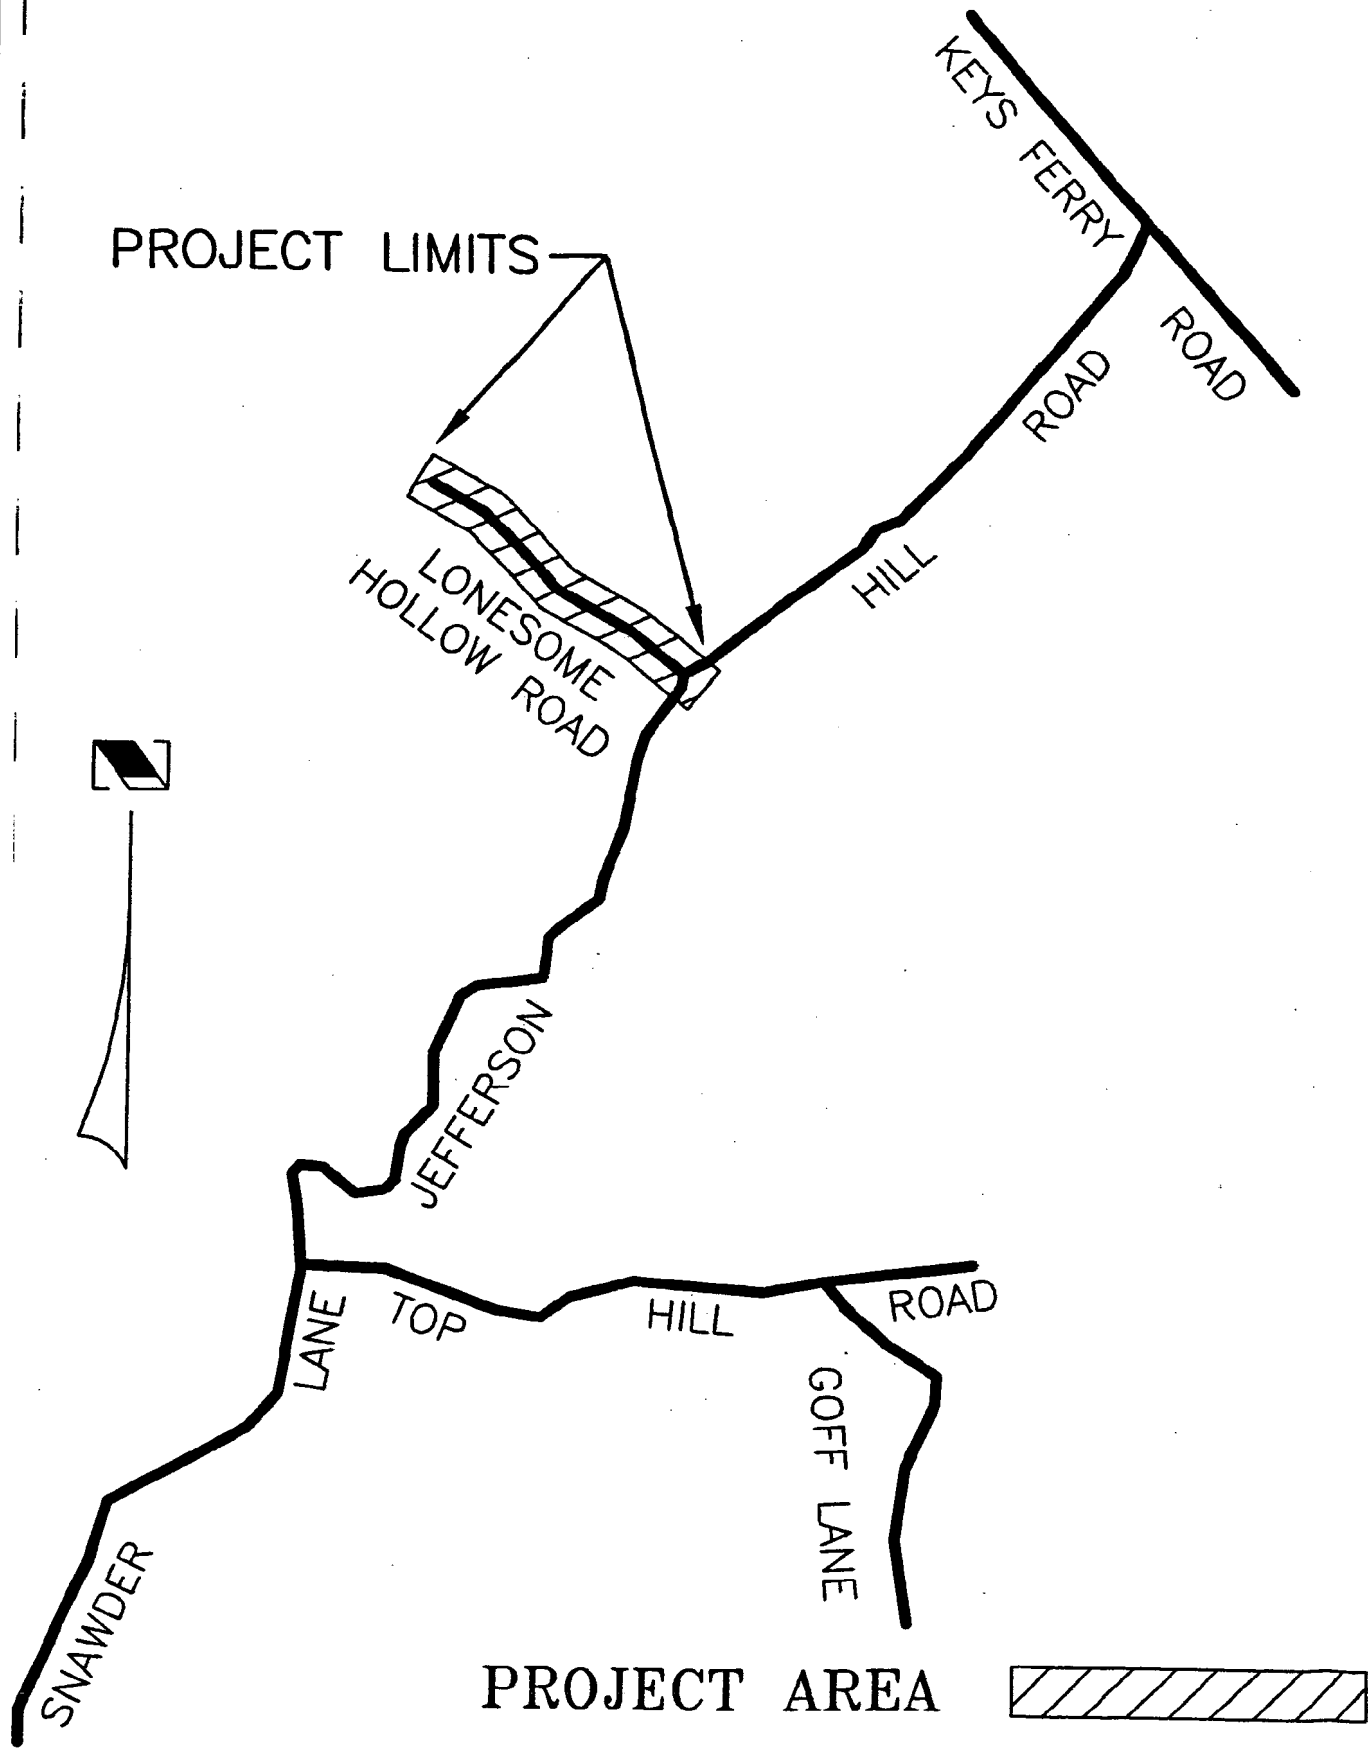 KEYS FERRY ROAD
PROJECT LIMITS
JEFFERSON HILL ROAD
LONESOME
HOLLOW ROAD
N
TOP HILL ROAD
SNAWDER LANE
GOFF LANE
PROJECT AREA